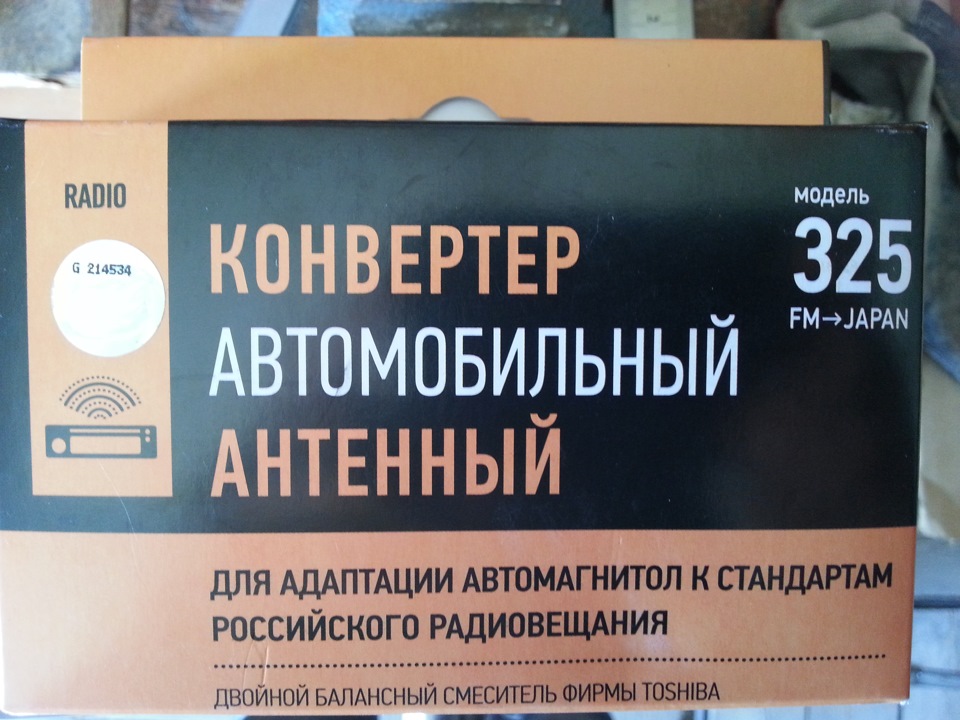 RADIO
G 214534
КОНВЕРТЕР
АВТОМОБИЛЬНЫЙ
АНТЕННЫЙ
модель
325
FM→JAPAN
ДЛЯ АДАПТАЦИИ АВТОМАГНИТОЛ К СТАНДАРТАМ
РОССИЙСКОГО РАДИОВЕЩАНИЯ
ДВОЙНОЙ БАЛАНСНЫЙ СМЕСИТЕЛЬ ФИРМЫ TOSHIBA